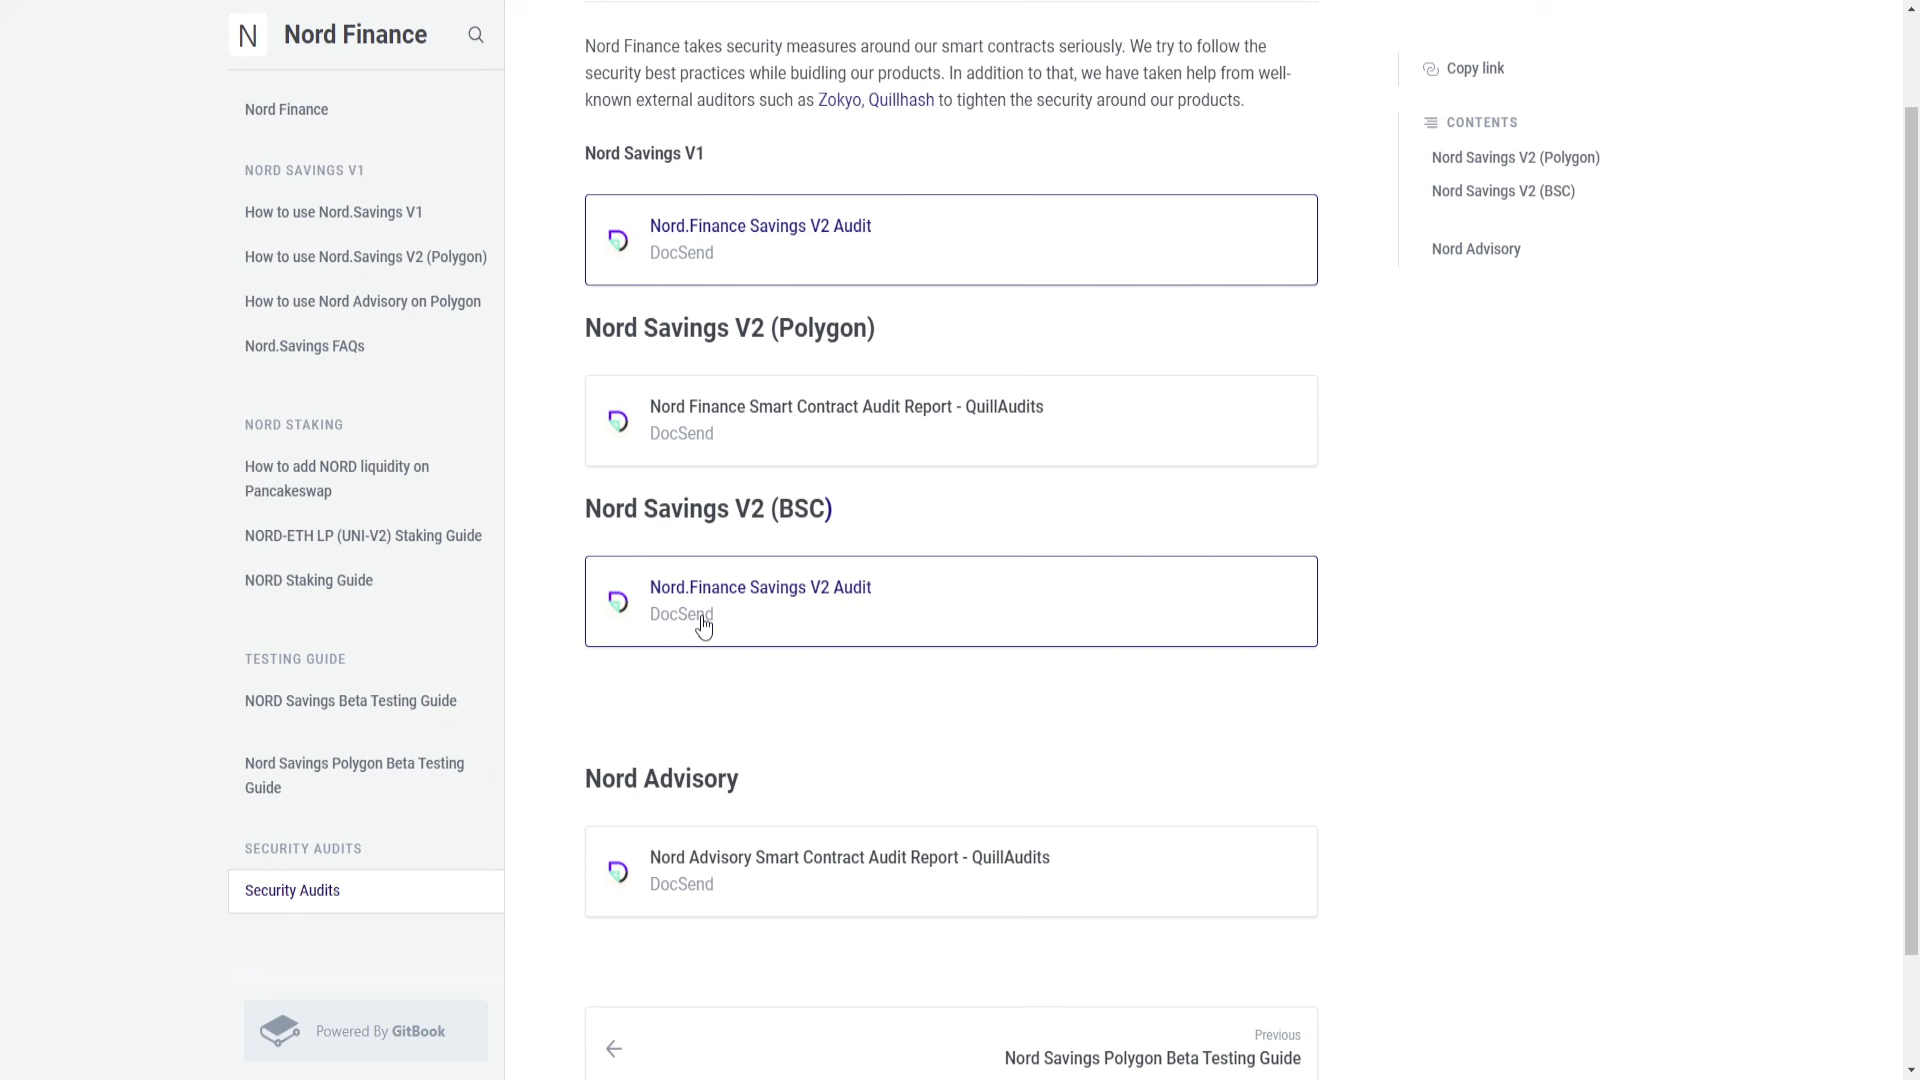 N Nord Finance
Nord Finance
NORD SAVINGS V1
How to use Nord.Savings V1
How to use Nord.Savings V2 (Polygon)
How to use Nord Advisory on Polygon
Nord.Savings FAQs
NORD STAKING
How to add NORD liquidity on
Pancakeswap
NORD-ETH LP (UNI-V2) Staking Guide
NORD Staking Guide
TESTING GUIDE
NORD Savings Beta Testing Guide
Nord Savings Polygon Beta Testing
Guide
SECURITY AUDITS
Security Audits
Powered By GitBook
Nord Finance takes security measures around our smart contracts seriously. We try to follow the
security best practices while buidling our products. In addition to that, we have taken help from well-
known external auditors such as Zokyo, Quillhash to tighten the security around our products.
Nord Savings V1
Nord.Finance Savings V2 Audit
DocSend
Nord Savings V2 (Polygon)
Nord Finance Smart Contract Audit Report - QuillAudits
DocSend
Nord Savings V2 (BSC)
Nord.Finance Savings V2 Audit
DocSend
Nord Advisory
Nord Advisory Smart Contract Audit Report - QuillAudits
DocSend
Previous
Nord Savings Polygon Beta Testing Guide
Copy link
CONTENTS
Nord Savings V2 (Polygon)
Nord Savings V2 (BSC)
Nord Advisory